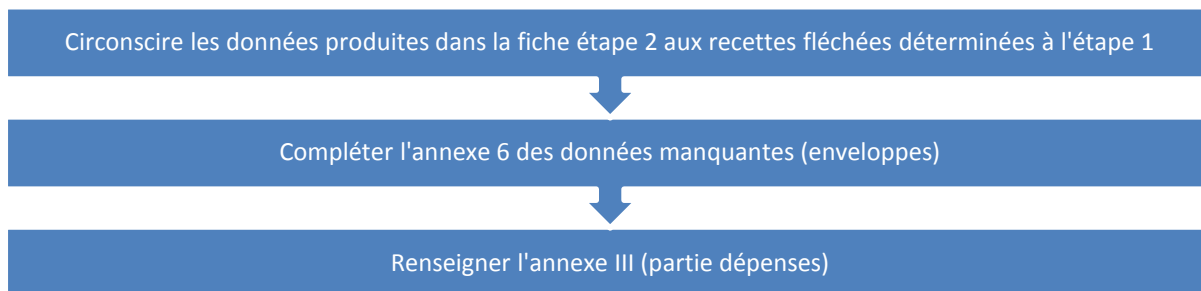 Circonscire les données produites dans la fiche étape 2 aux recettes fléchées déterminées à l'étape 1
Compléter l'annexe 6 des données manquantes (enveloppes)
Renseigner l'annexe III (partie dépenses)